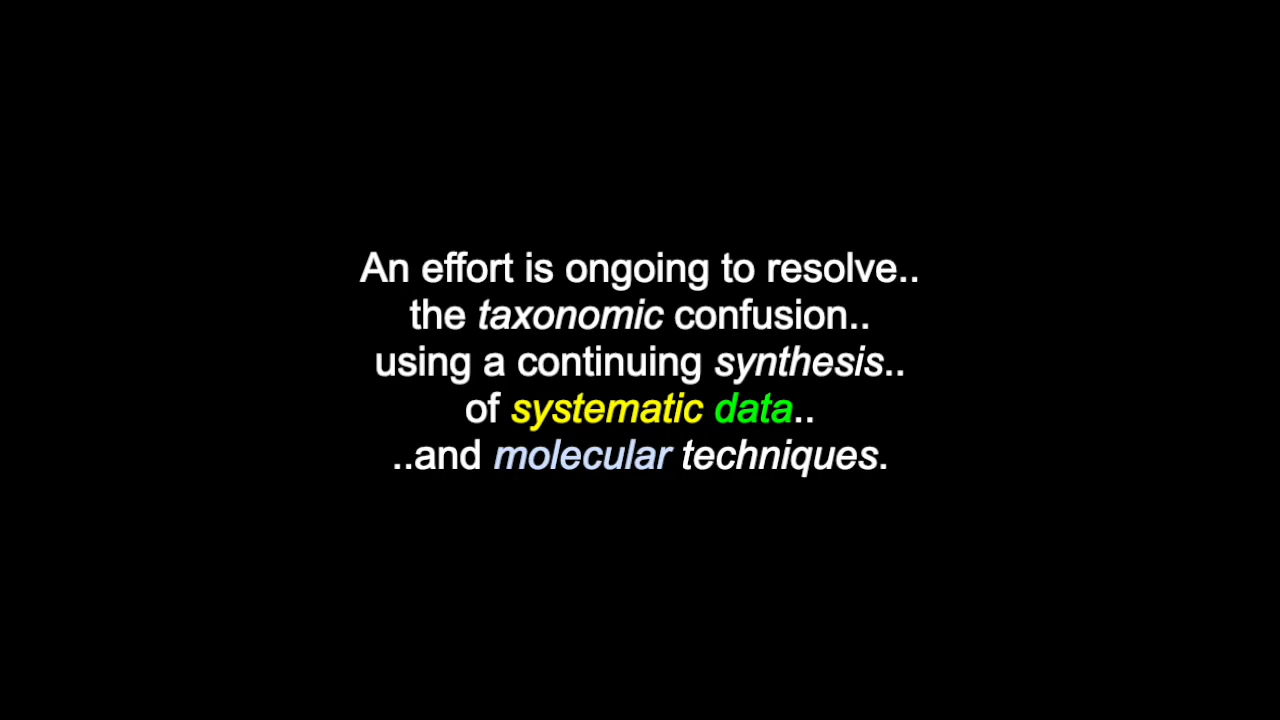 An effort is ongoing to resolve..
the taxonomic confusion..
using a continuing synthesis..
of systematic data..
..and molecular techniques.